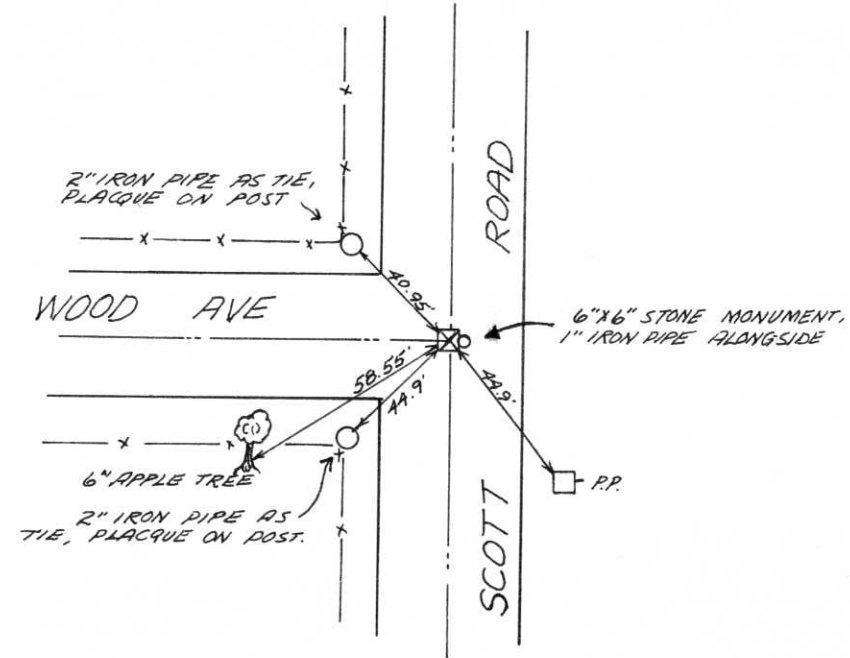 2" IRON PIPE AS TIE,
PLACQUE ON POST
ROAD
40.95'
WOOD AVE
6"X6" STONE MONUMENT,
1" IRON PIPE ALONGSIDE
58.55'
44.9'
44.9'
6" APPLE TREE
P.P.
2" IRON PIPE AS
TIE, PLACQUE ON POST.
SCOTT